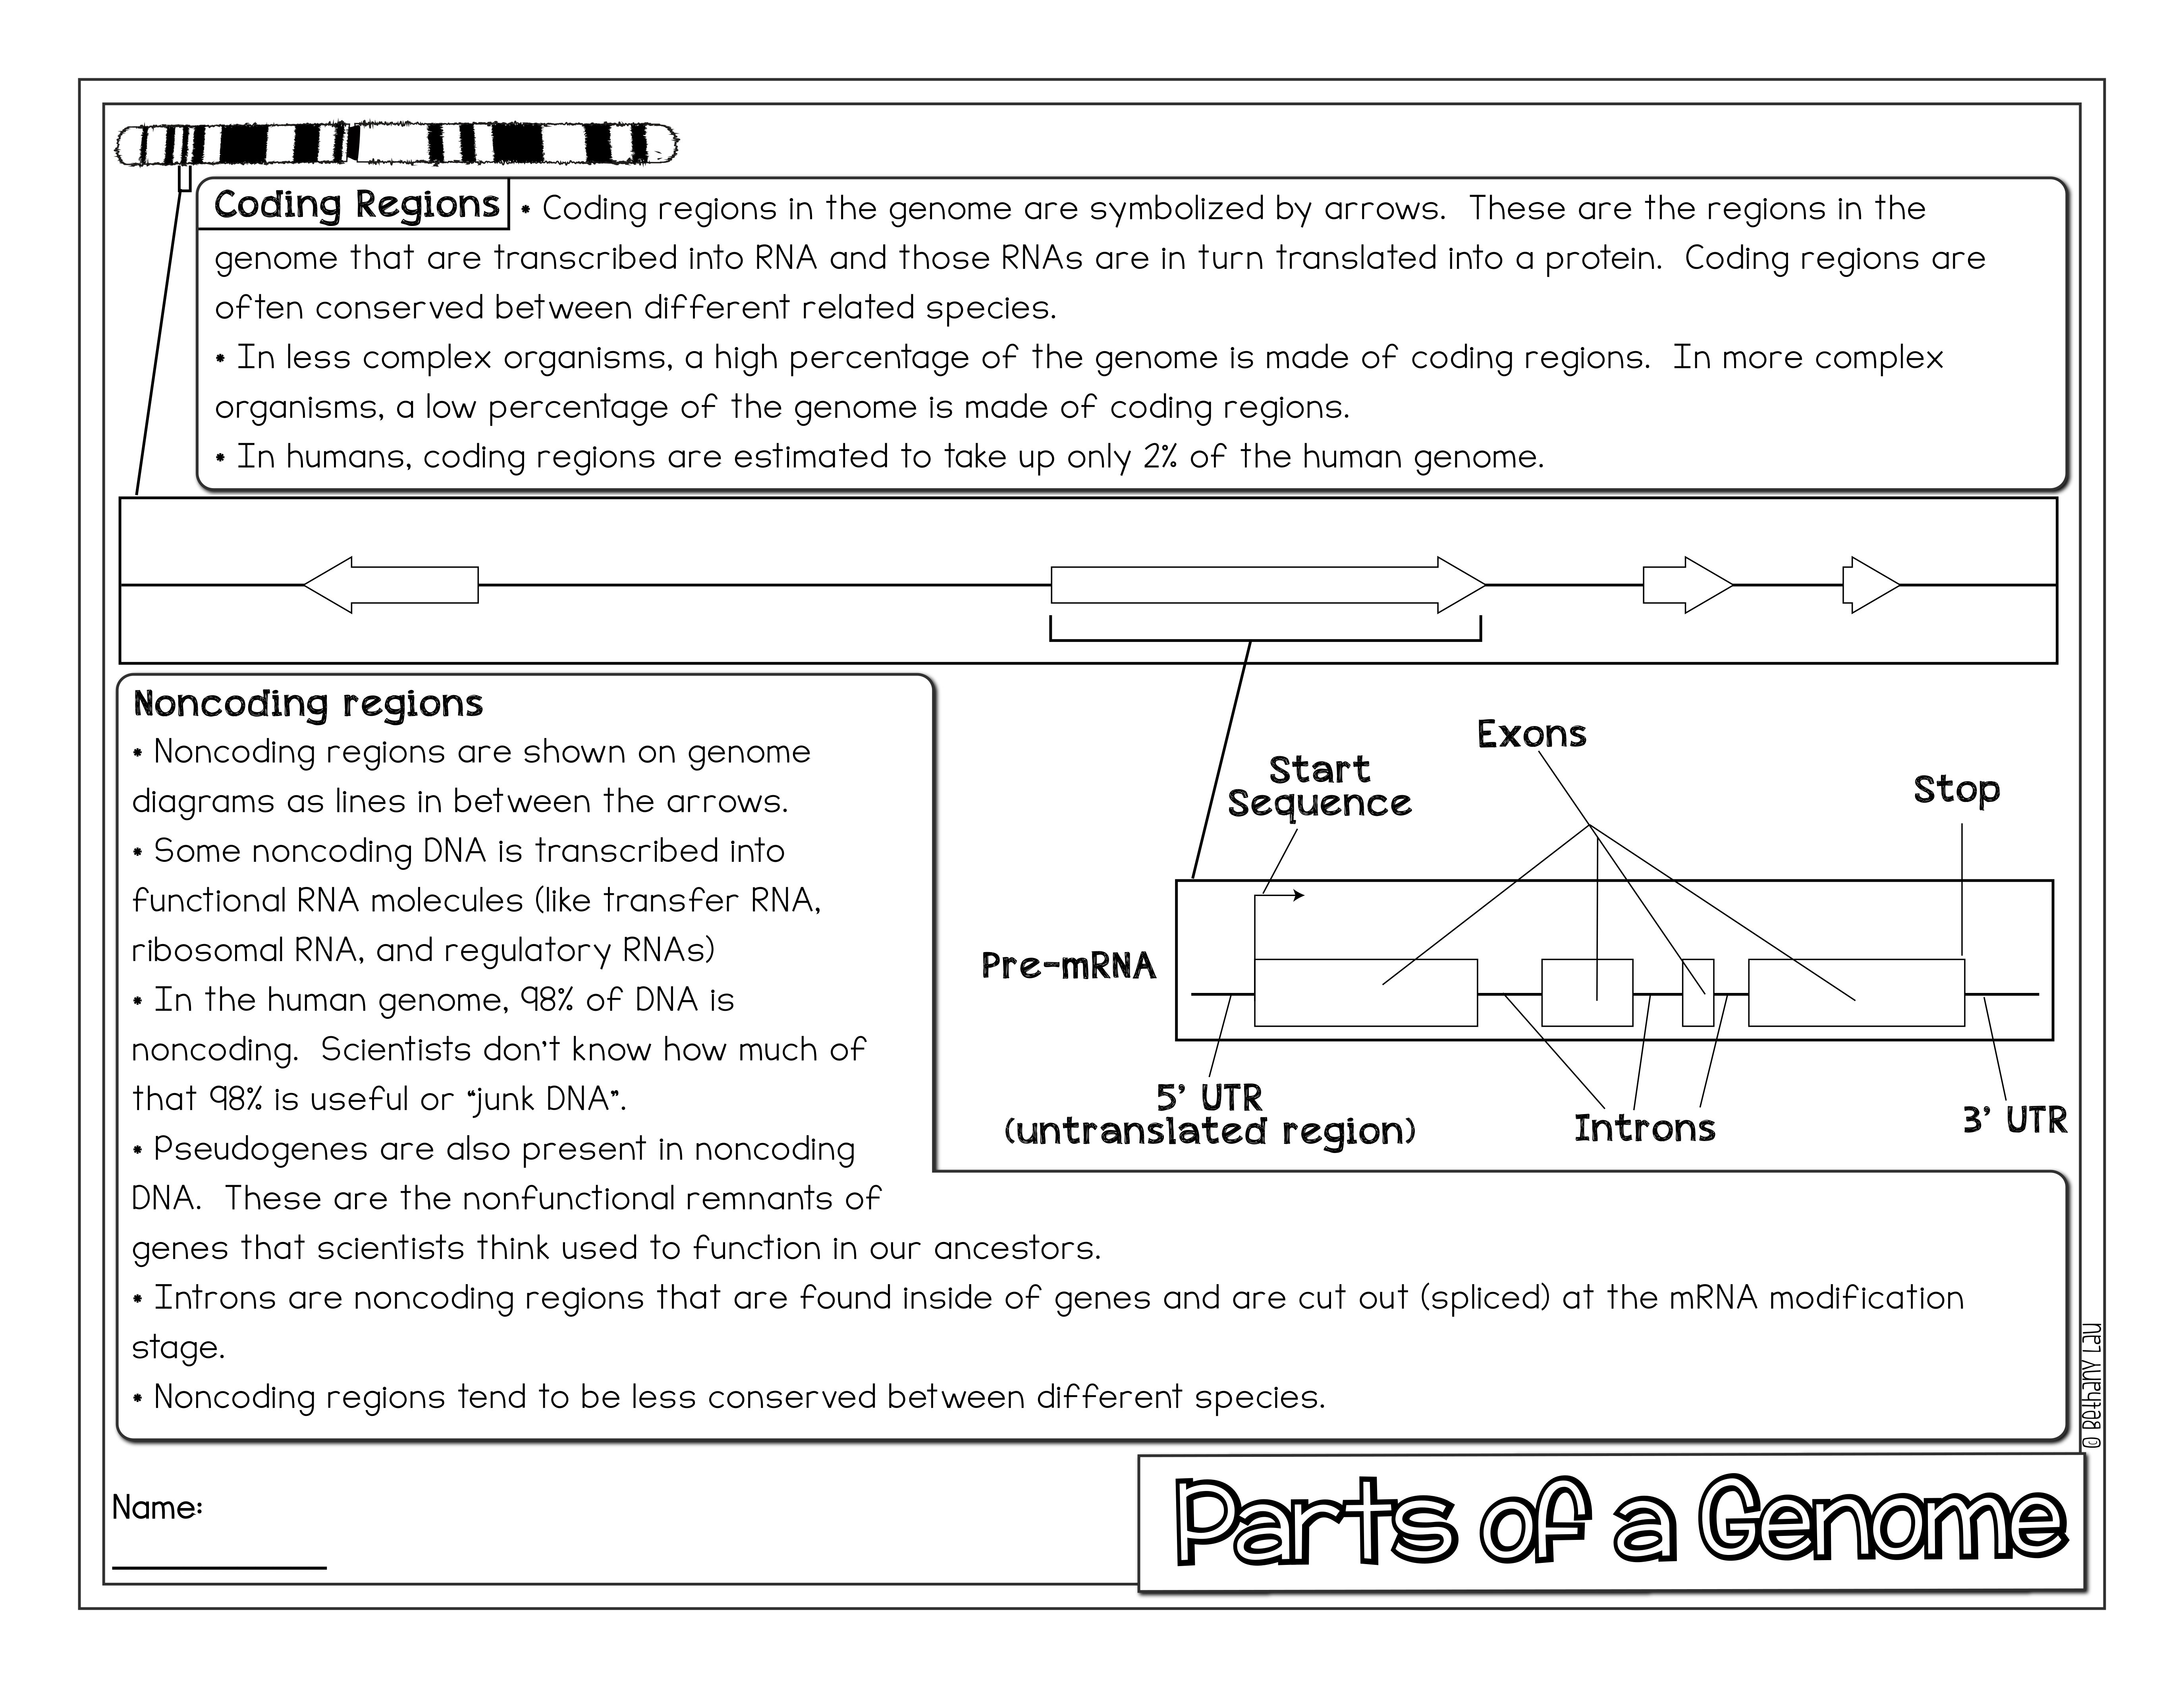 Coding Regions • Coding regions in the genome are symbolized by arrows. These are the regions in the
genome that are transcribed into RNA and those RNAs are in turn translated into a protein. Coding regions are
often conserved between different related species.
• In less complex organisms, a high percentage of the genome is made of coding regions. In more complex
organisms, a low percentage of the genome is made of coding regions.
• In humans, coding regions are estimated to take up only 2% of the human genome.
Noncoding regions
• Noncoding regions are shown on genome
diagrams as lines in between the arrows.
• Some noncoding DNA is transcribed into
functional RNA molecules (like transfer RNA,
ribosomal RNA, and regulatory RNAs)
• In the human genome, 98% of DNA is
noncoding. Scientists don't know how much of
that 98% is useful or “junk DNA”.
• Pseudogenes are also present in noncoding
DNA. These are the nonfunctional remnants of
genes that scientists think used to function in our ancestors.
• Introns are noncoding regions that are found inside of genes and are cut out (spliced) at the mRNA modification
stage.
• Noncoding regions tend to be less conserved between different species.
Exons
Start
Sequence
Stop
Pre-mRNA
5' UTR
(untranslated region)
Introns
3' UTR
© Bethany Lau
Name:
Parts of a Genome